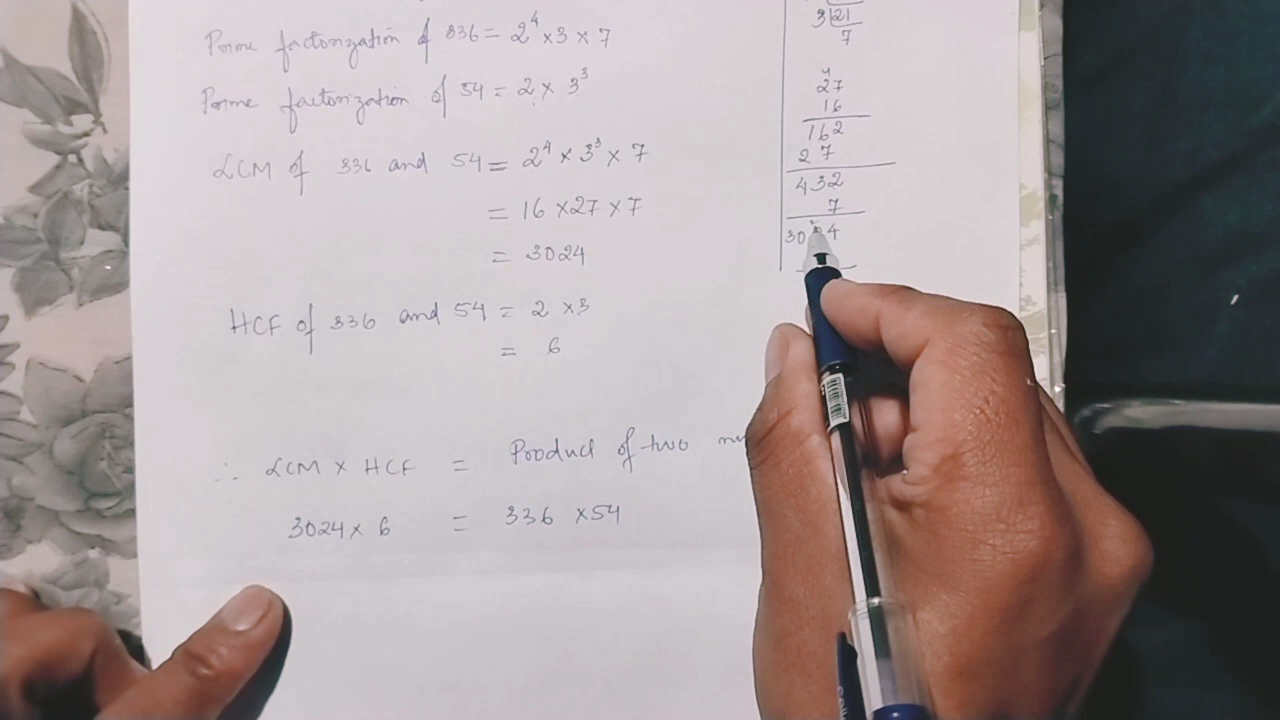 Prime factorization of 336 = 2⁴ × 3 × 7
Prime factorization of 54 = 2 × 3³
LCM of 336 and 54 = 2⁴ × 3³ × 7
= 16 × 27 × 7
= 3024
HCF of 336 and 54 = 2 × 3
= 6
∴ LCM × HCF = Product of two
3024 × 6 = 336 × 54
3 21
7
4
27
16
162
27
432
7